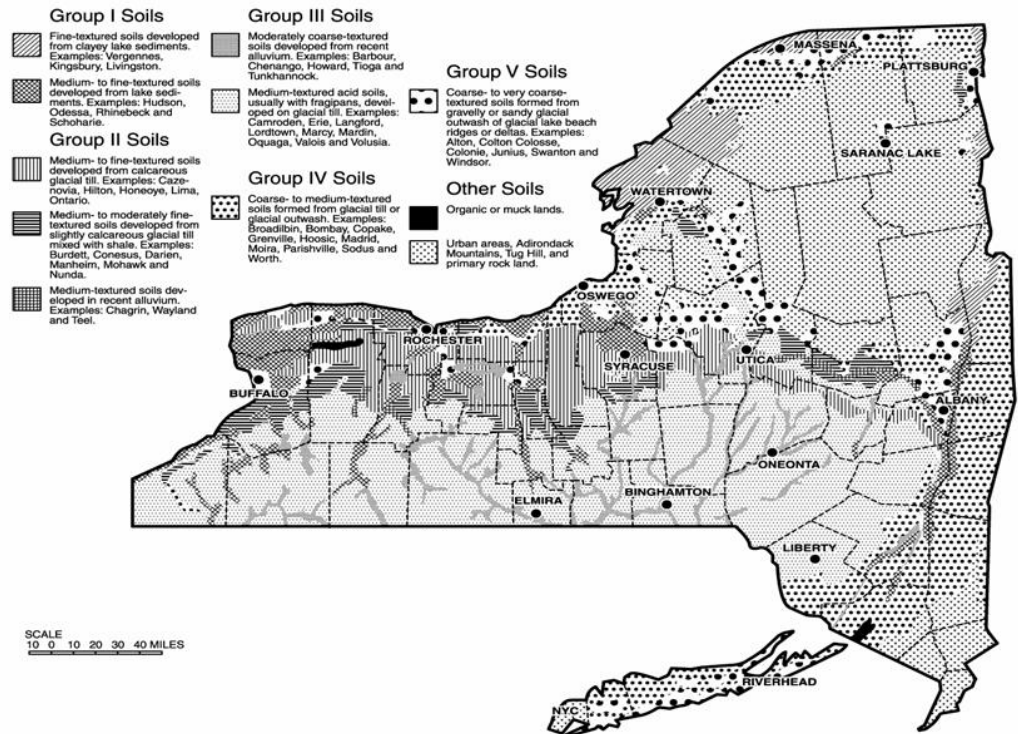 Group I Soils
Fine-textured soils developed
from clayey lake sediments.
Examples: Vergennes,
Kingsbury, Livingston.
Medium- to fine-textured
soils developed from lake sedi-
ments. Examples: Hudson,
Odessa, Rhinebeck and
Schoharie.
Group II Soils
Medium- to fine-textured soils
developed from calcareous
glacial till. Examples: Caze-
novia, Hilton, Honeoye, Lima,
Ontario.
Medium- to moderately fine-
textured soils developed from
slightly calcareous glacial till
mixed with shale. Examples:
Burdett, Conesus, Darien,
Manheim, Mohawk and
Nunda.
Medium-textured soils dev-
eloped in recent alluvium.
Examples: Chagrin, Wayland
and Teel.
Group III Soils
Moderately coarse-textured
soils developed from recent
alluvium. Examples: Barbour,
Chenango, Howard, Tioga and
Tunkhannock.
Medium-textured acid soils,
usually with fragipans, devel-
oped on glacial till. Examples:
Camroden, Erie, Langford,
Lordtown, Marcy, Mardin,
Oquaga, Valois and Volusia.
Group IV Soils
Coarse- to medium-textured
soils formed from glacial till or
glacial outwash. Examples:
Broadilbin, Bombay, Copake,
Grenville, Hoosic, Madrid,
Moira, Parishville, Sodus and
Worth.
Group V Soils
Coarse- to very coarse-
textured soils formed from
gravelly or sandy glacial
outwash of glacial lake beach
ridges or deltas. Examples:
Alton, Colton Colosse,
Colonie, Junius, Swanton and
Windsor.
Other Soils
Organic or muck lands.
Urban areas, Adirondack
Mountains, Tug Hill, and
primary rock land.
MASSENA
PLATTSBURG
SARANAC LAKE
WATERTOWN
OSWEGO
ROCHESTER
SYRACUSE
UTICA
BUFFALO
ALBANY
ONEONTA
ELMIRA
BINGHAMTON
LIBERTY
RIVERHEAD
NYC
SCALE
10 0 10 20 30 40 MILES